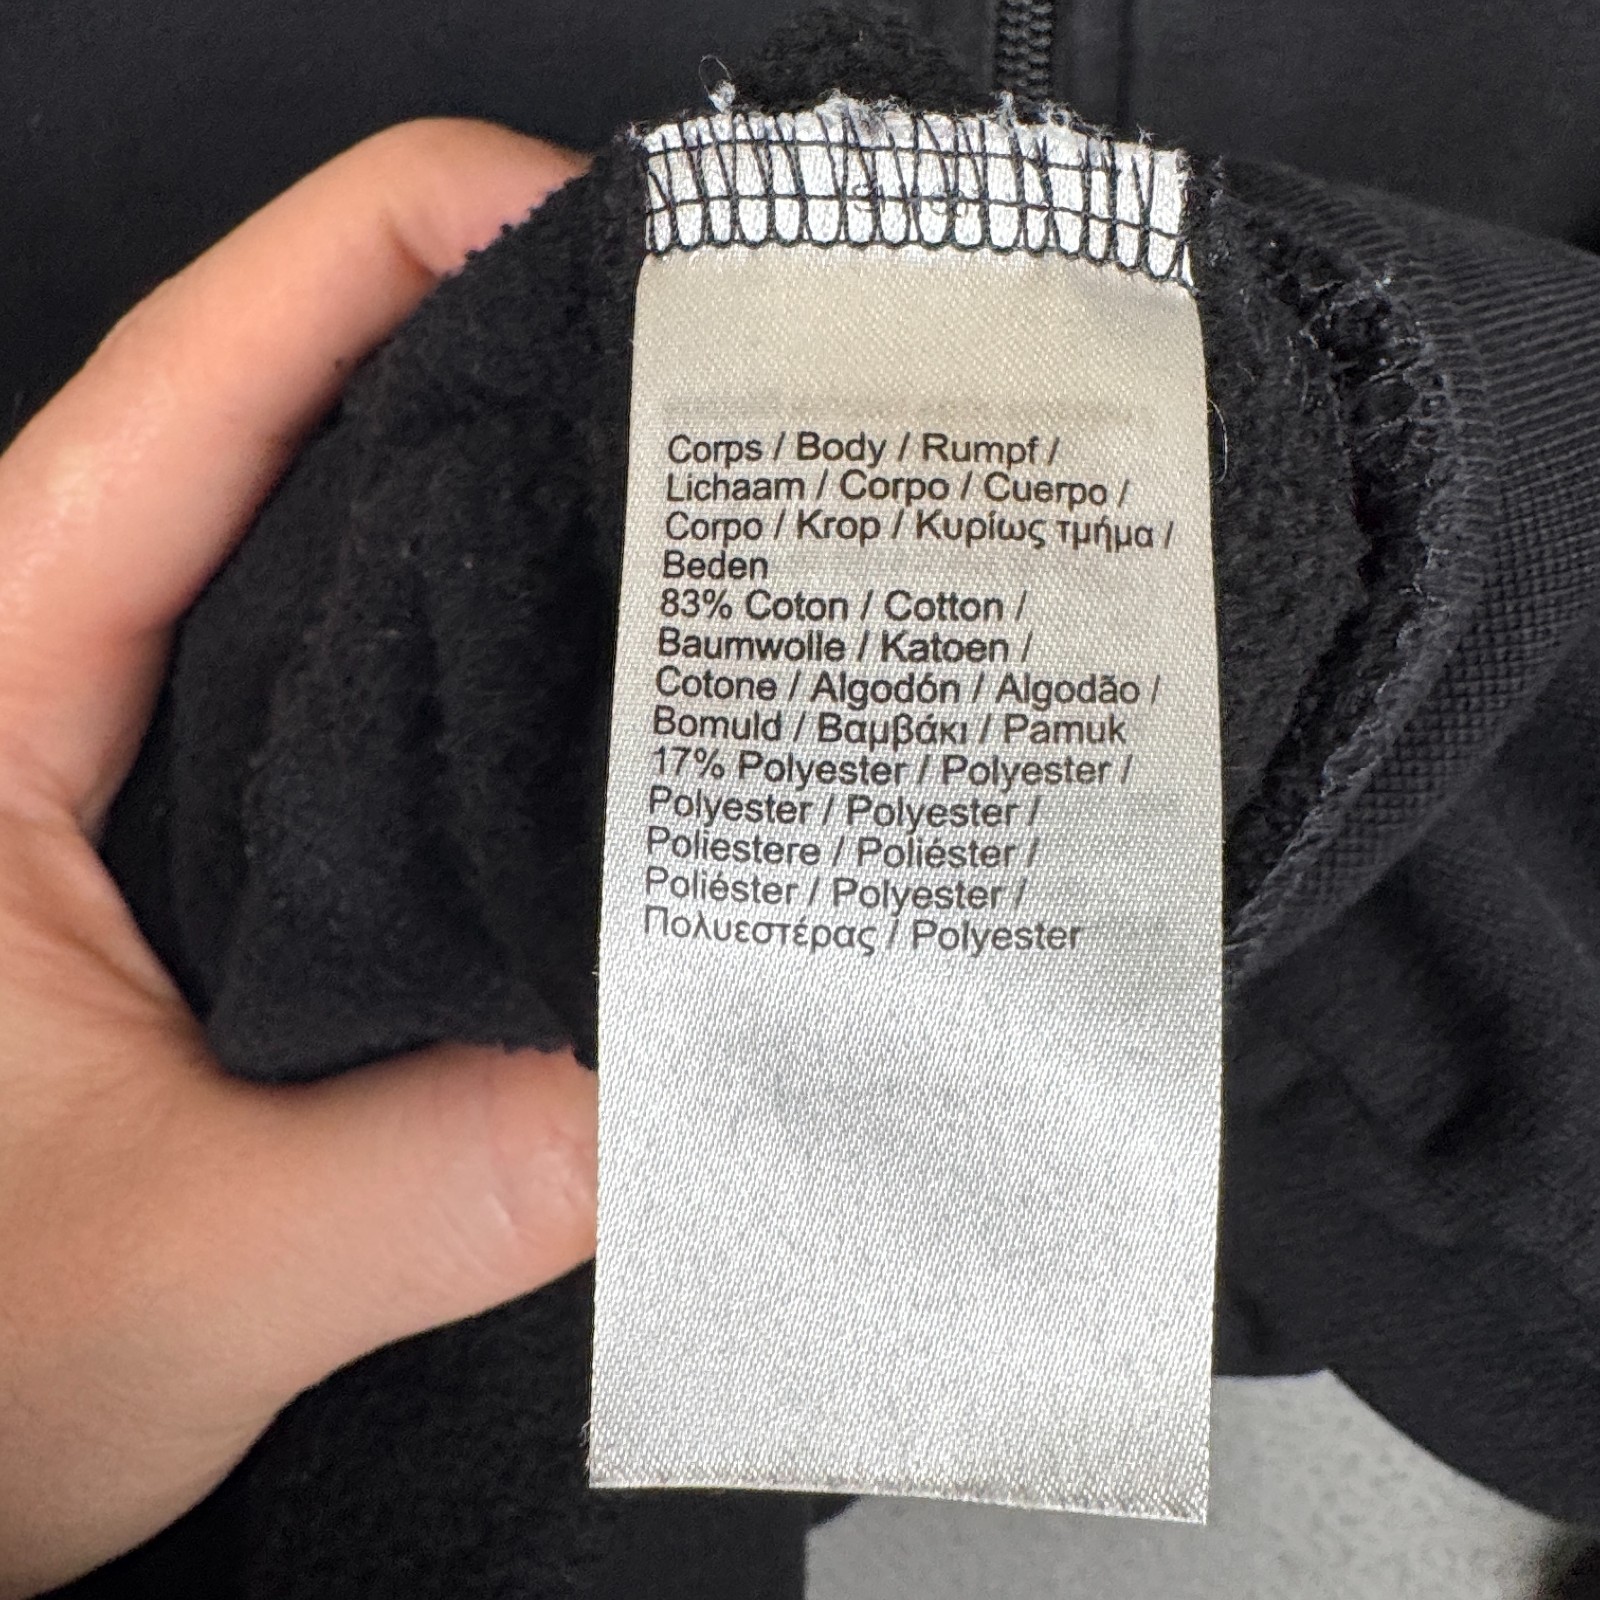 Corps / Body / Rumpf /
Lichaam / Corpo / Cuerpo /
Corpo / Krop / Κυρίως τμήμα /
Beden
83% Coton / Cotton /
Baumwolle / Katoen /
Cotone / Algodón / Algodão /
Bomuld / Βαμβάκι / Pamuk
17% Polyester / Polyester /
Polyester / Polyester /
Poliestere / Poliéster /
Poliéster / Polyester /
Πολυεστέρας / Polyester